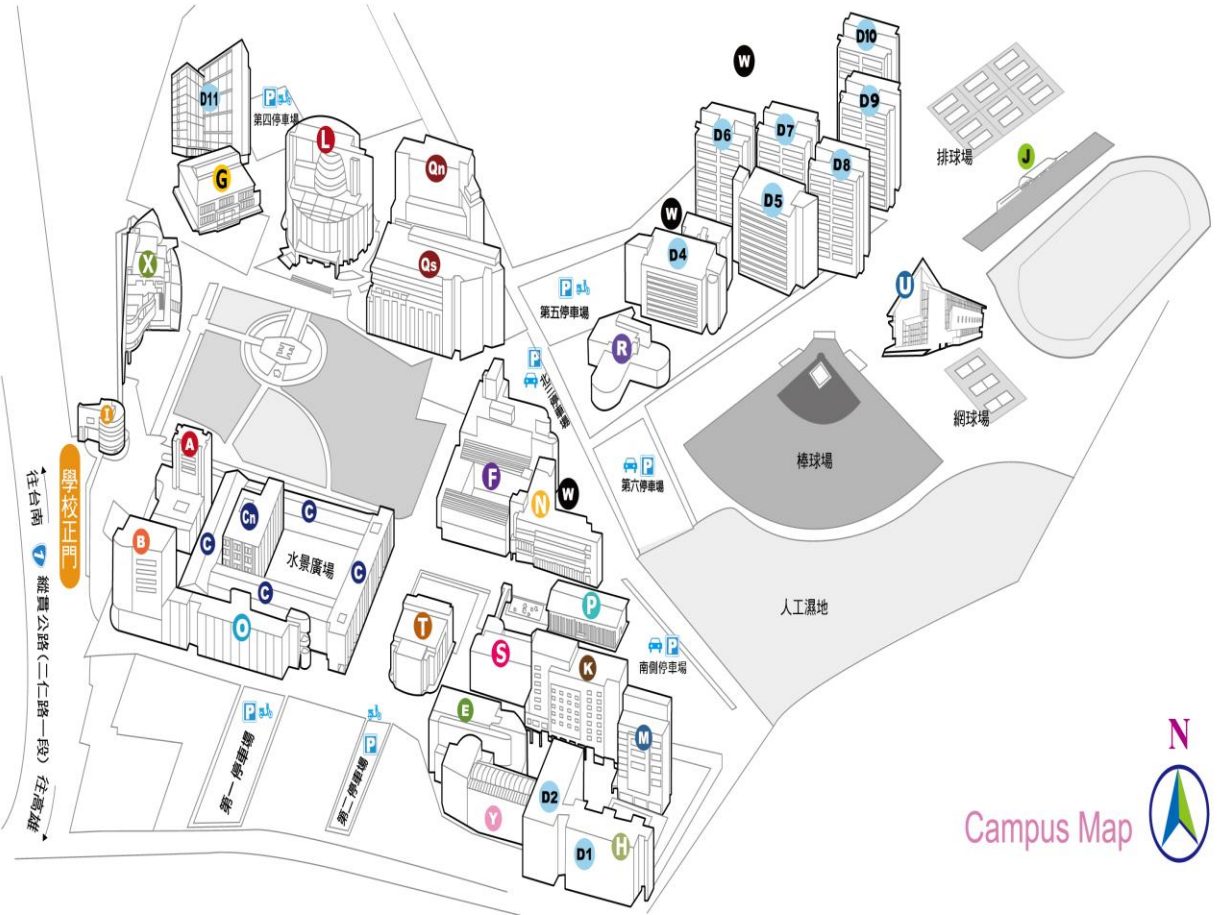 D10
W
D11
D9
第四停車場
D6
D7
L
排球場
J
Qn
D8
G
D5
W
D4
X
Qs
U
P
第五停車場
R
P
I
網球場
A
棒球場
P
第六停車場
學校正門
F
N
W
Cn
C
B
C
水景廣場
C
往台南
C
P
人工濕地
O
T
縱貫公路(二仁路一段)
S
K
P
南側停車場
P
E
M
P
N
第一停車場
第二停車場
往高雄
D2
Y
Campus Map
D1
H